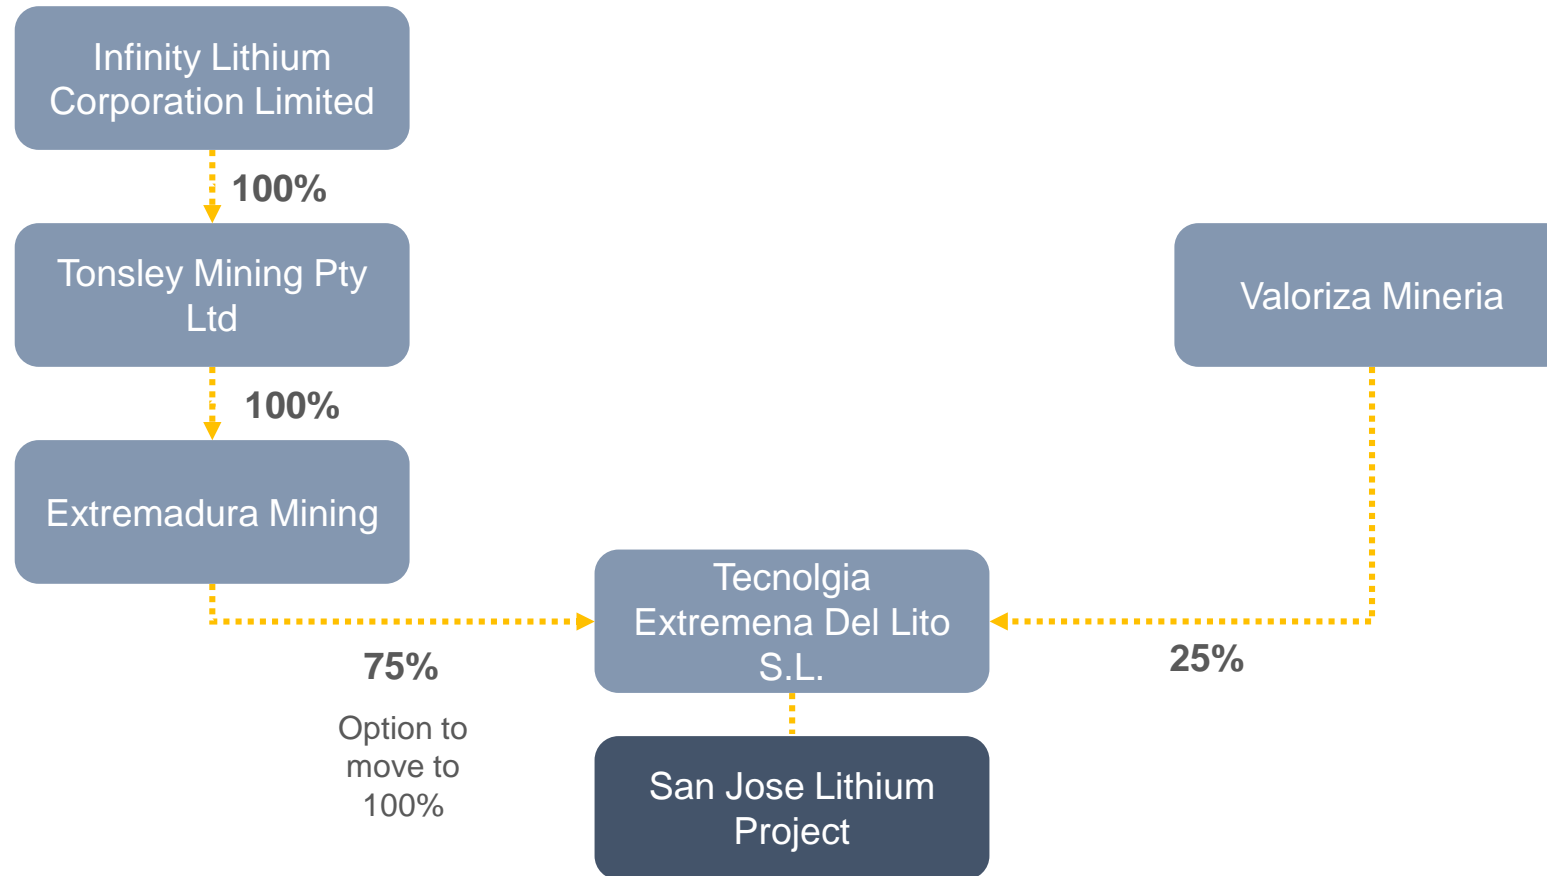 Infinity Lithium
Corporation Limited
100%
Tonsley Mining Pty
Ltd
Valoriza Mineria
100%
Extremadura Mining
Tecnolgia
Extremena Del Lito
S.L.
75%
25%
Option to
move to
100%
San Jose Lithium
Project